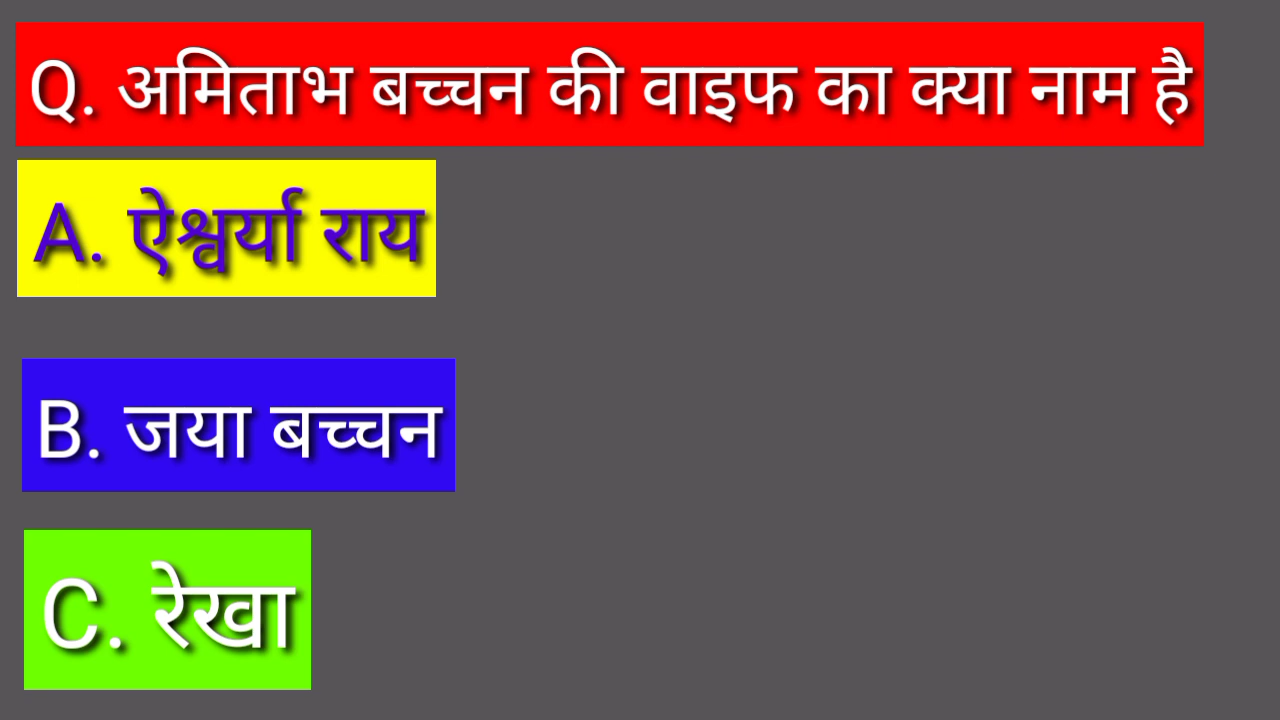 Q. अमिताभ बच्चन की वाइफ का क्या नाम है
A. ऐश्वर्या राय
B. जया बच्चन
C. रेखा